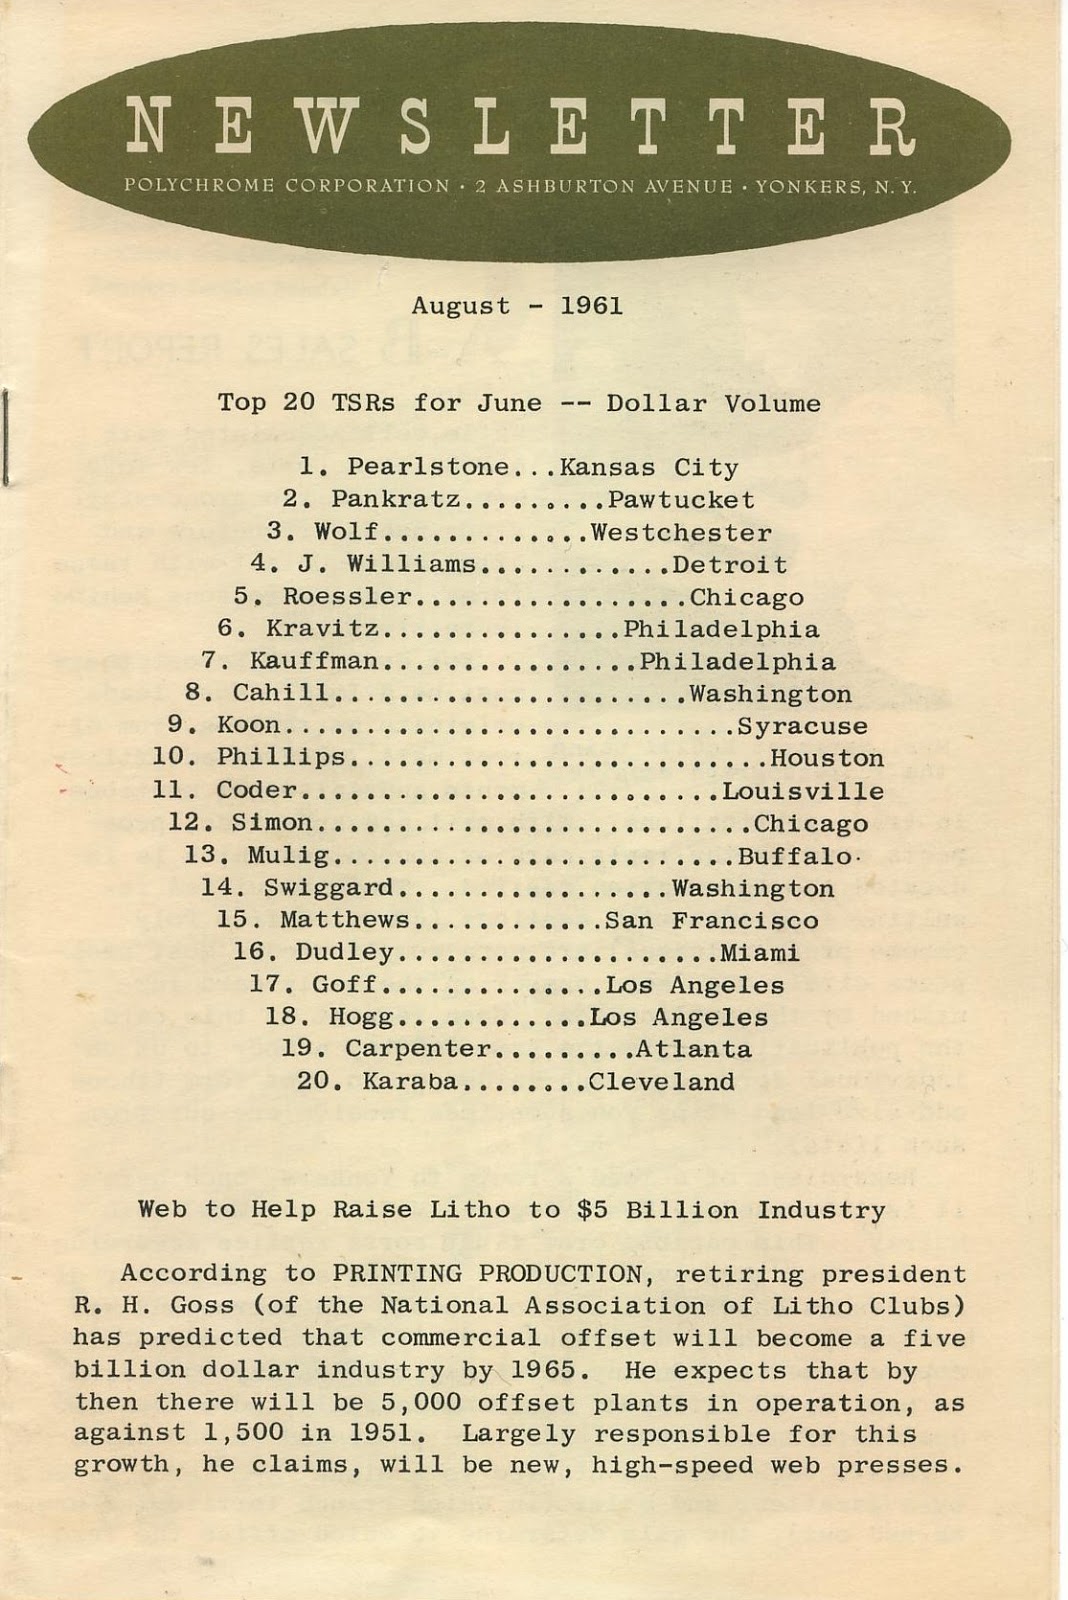 NEWSLETTER
POLYCHROME CORPORATION · 2 ASHBURTON AVENUE · YONKERS, N.Y.
August - 1961
Top 20 TSRs for June -- Dollar Volume
1. Pearlstone...Kansas City
2. Pankratz.........Pawtucket
3. Wolf.............Westchester
4. J. Williams............Detroit
5. Roessler.................Chicago
6. Kravitz...............Philadelphia
7. Kauffman................Philadelphia
8. Cahill......................Washington
9. Koon............................Syracuse
10. Phillips..........................Houston
11. Coder..........................Louisville
12. Simon...........................Chicago
13. Mulig.........................Buffalo
14. Swiggard.................Washington
15. Matthews............San Francisco
16. Dudley....................Miami
17. Goff..............Los Angeles
18. Hogg............Los Angeles
19. Carpenter.........Atlanta
20. Karaba........Cleveland
Web to Help Raise Litho to $5 Billion Industry
According to PRINTING PRODUCTION, retiring president
R. H. Goss (of the National Association of Litho Clubs)
has predicted that commercial offset will become a five
billion dollar industry by 1965. He expects that by
then there will be 5,000 offset plants in operation, as
against 1,500 in 1951. Largely responsible for this
growth, he claims, will be new, high-speed web presses.